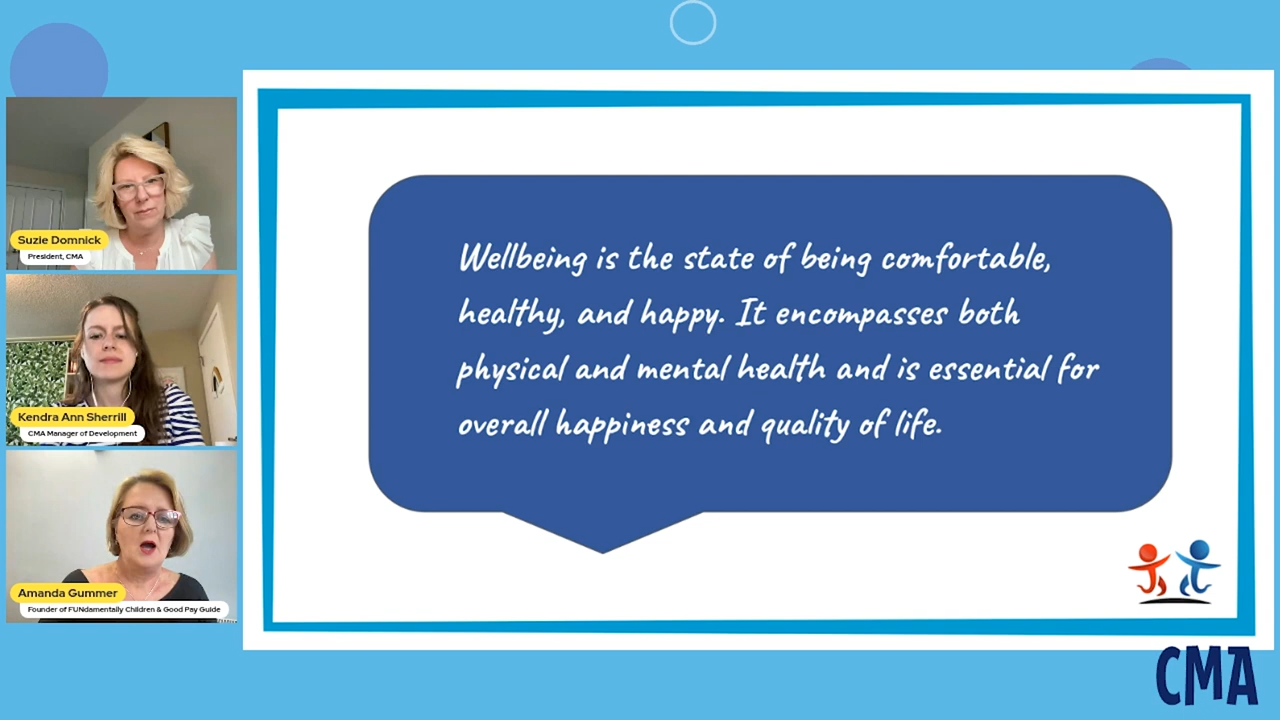 Suzie Domnick
President, CMA
Kendra Ann Sherrill
CMA Manager of Development
Amanda Gummer
Founder of FUNdamentally Children & Good Pay Guide
Wellbeing is the state of being comfortable,
healthy, and happy. It encompasses both
physical and mental health and is essential for
overall happiness and quality of life.
CMA